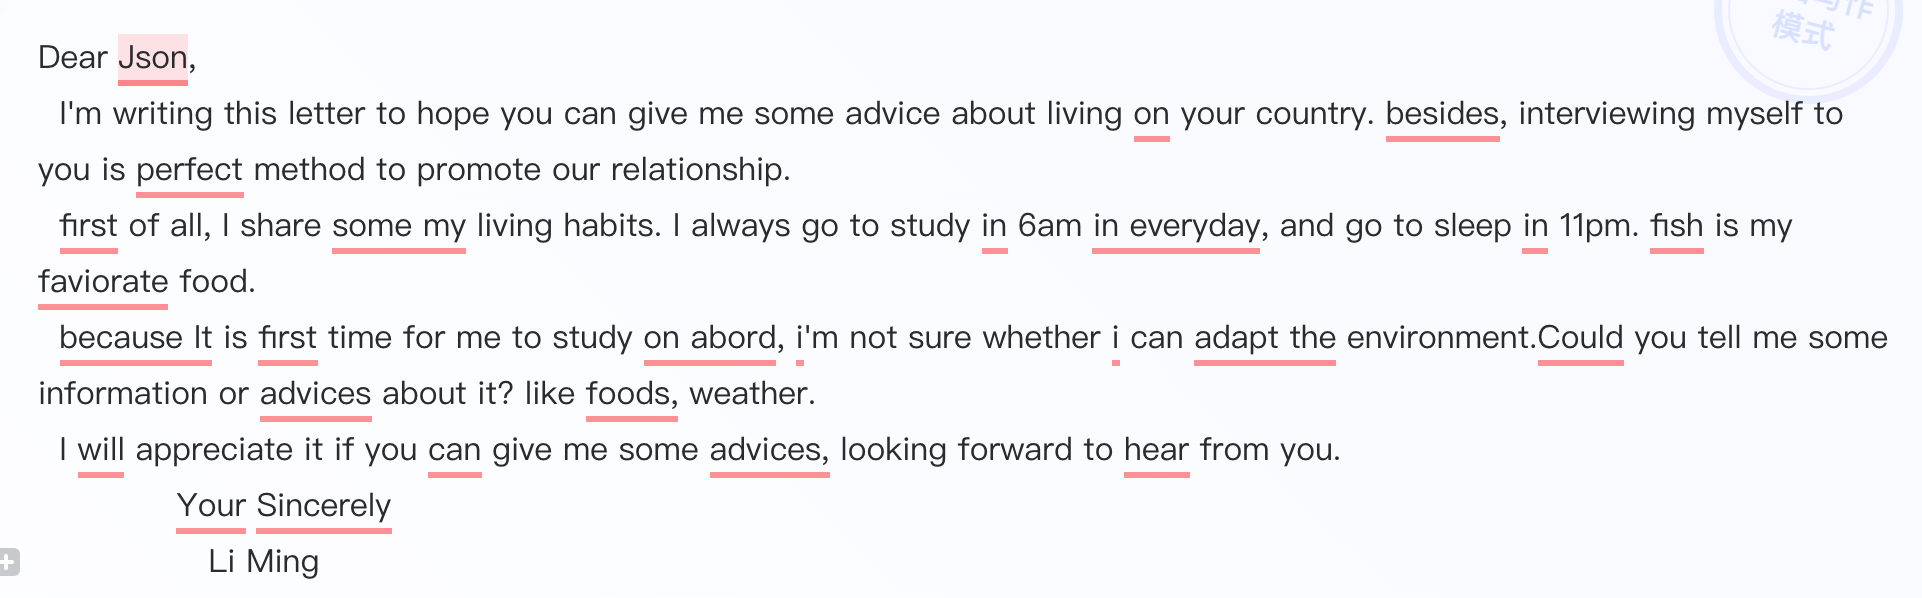 作
模式
Dear Json,
I'm writing this letter to hope you can give me some advice about living on your country. besides, interviewing myself to
you is perfect method to promote our relationship.
first of all, I share some my living habits. I always go to study in 6am in everyday, and go to sleep in 11pm. fish is my
faviorate food.
because It is first time for me to study on abord, i'm not sure whether i can adapt the environment.Could you tell me some
information or advices about it? like foods, weather.
I will appreciate it if you can give me some advices, looking forward to hear from you.
Your Sincerely
Li Ming